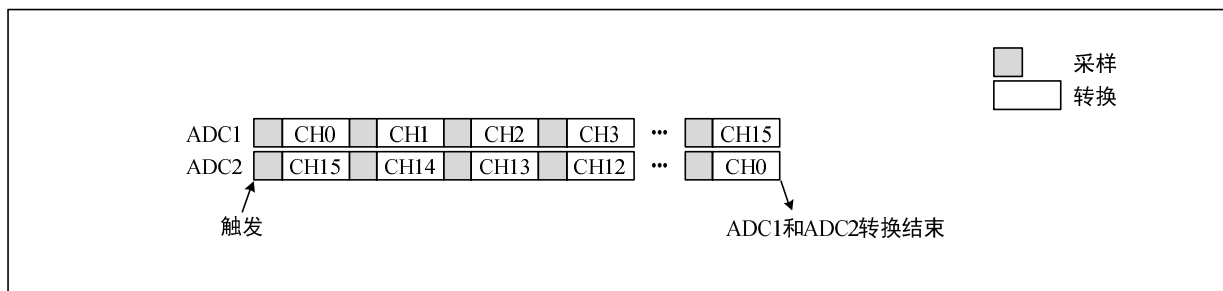 采样
转换
ADC1 CH0 CH1 CH2 CH3 ... CH15
ADC2 CH15 CH14 CH13 CH12 ... CH0
触发
ADC1和ADC2转换结束